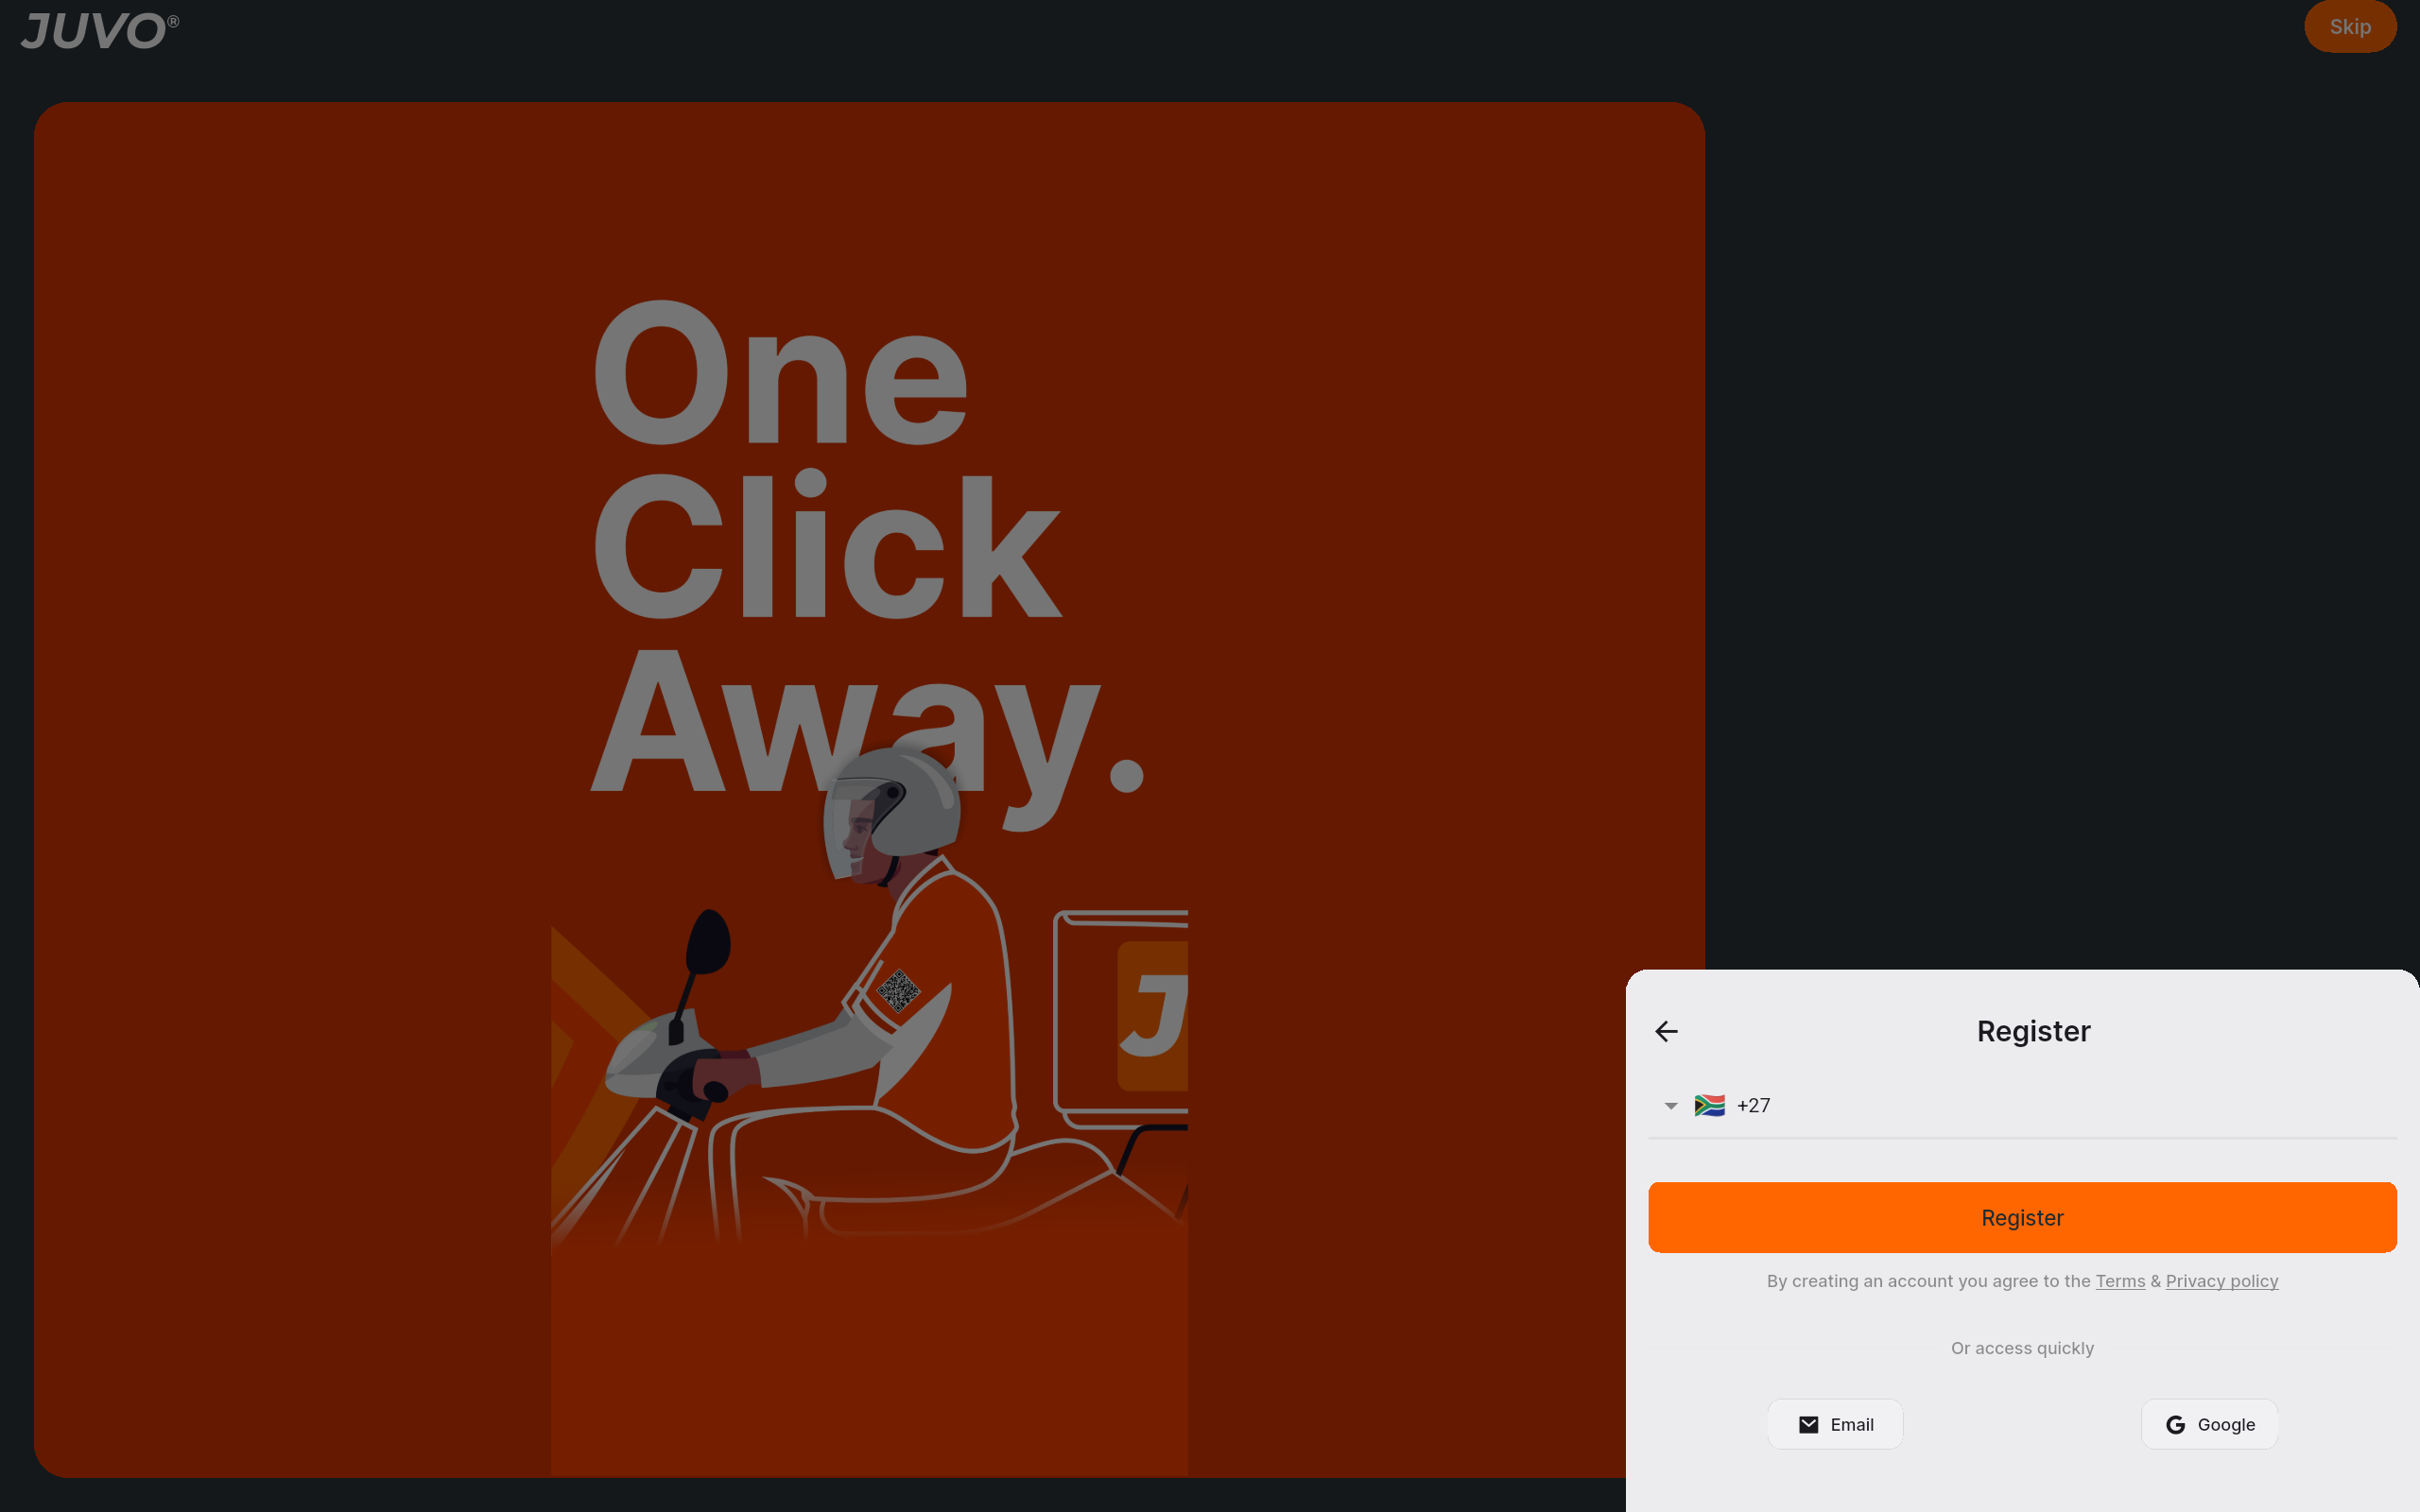 JUVO®
Skip
One
Click
Away.
J
Register
+27
Register
By creating an account you agree to the Terms & Privacy policy
Or access quickly
Email
Google